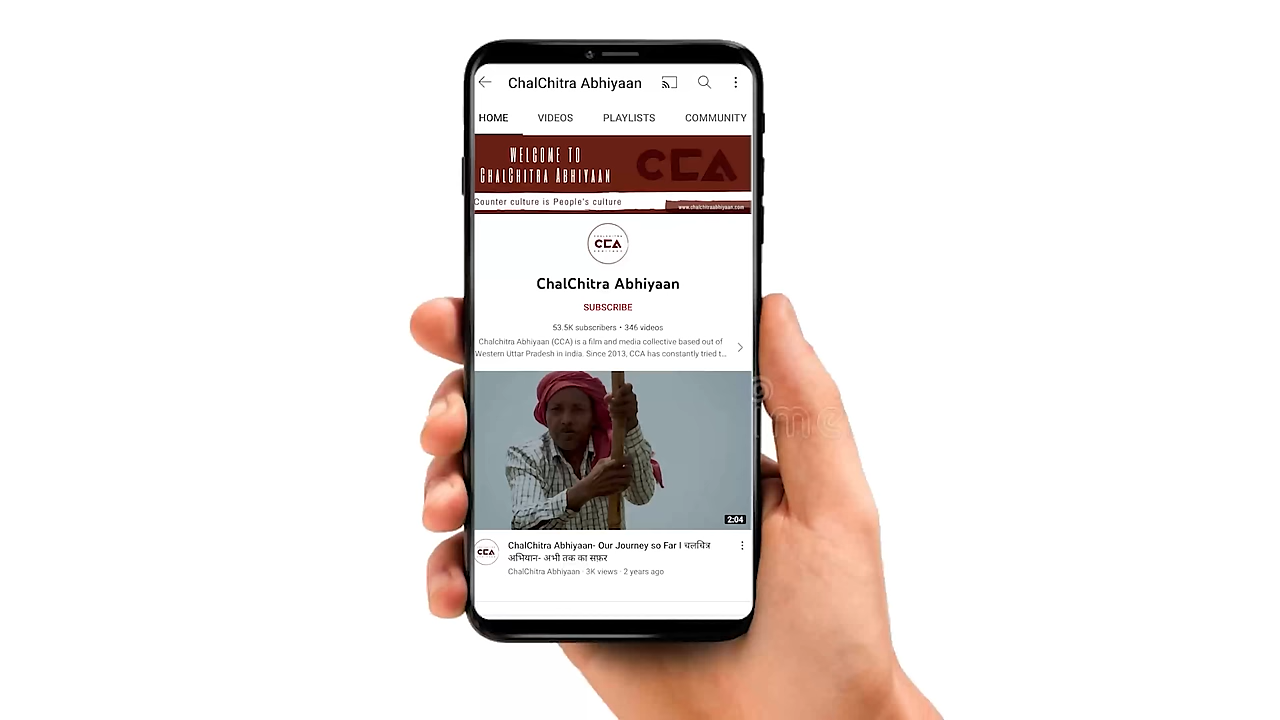 ChalChitra Abhiyaan
HOME VIDEOS PLAYLISTS COMMUNITY
WELCOME TO
CHALCHITRA ABHIYAAN
CCA
Counter culture is People's culture
www.chalchitraabhiyaan.com
CCA
ChalChitra Abhiyaan
SUBSCRIBE
53.5K subscribers • 346 videos
Chalchitra Abhiyaan (CCA) is a film and media collective based out of
Western Uttar Pradesh in India. Since 2013, CCA has constantly tried t...
2:04
CCA
ChalChitra Abhiyaan- Our Journey so Far I चलचित्र
अभियान- अभी तक का सफ़र
ChalChitra Abhiyaan · 3K views · 2 years ago